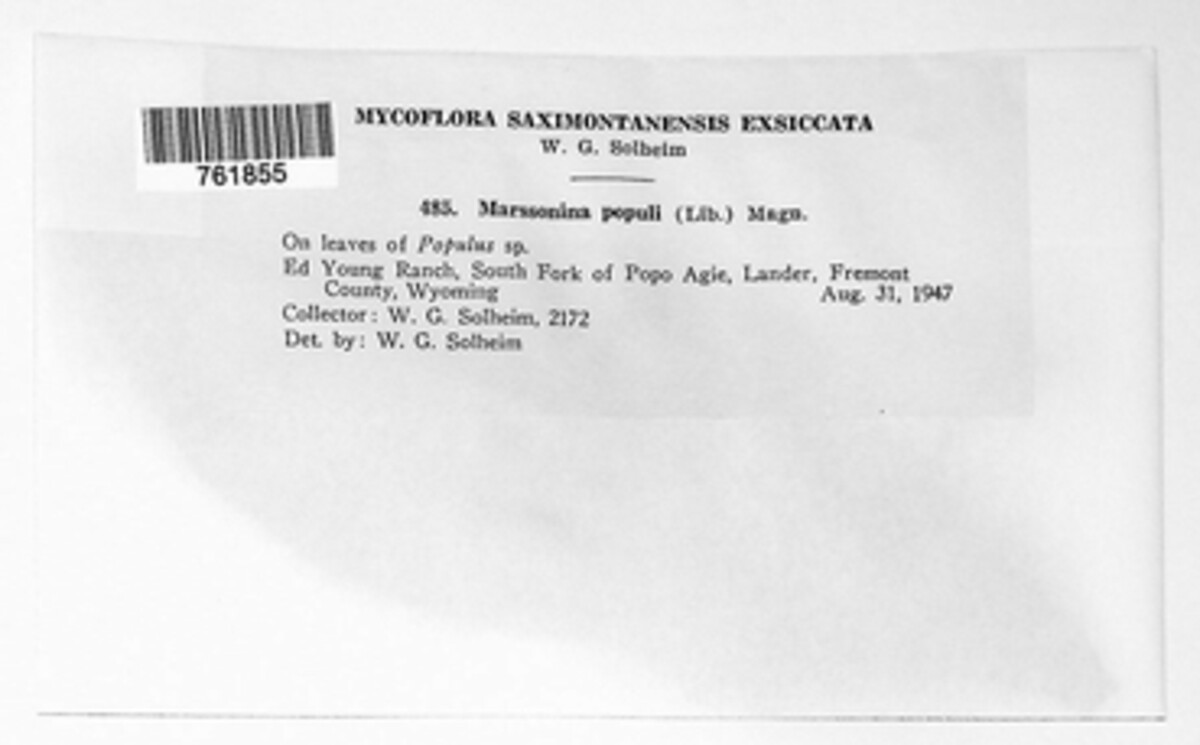 MYCOFLORA SAXIMONTANENSIS EXSICCATA
W. G. Solheim
761855
485. Marssonina populi (Lib.) Magn.
On leaves of Populus sp.
Ed Young Ranch, South Fork of Popo Agie, Lander, Fremont
County, Wyoming Aug. 31, 1947
Collector: W. G. Solheim, 2172
Det. by: W. G. Solheim